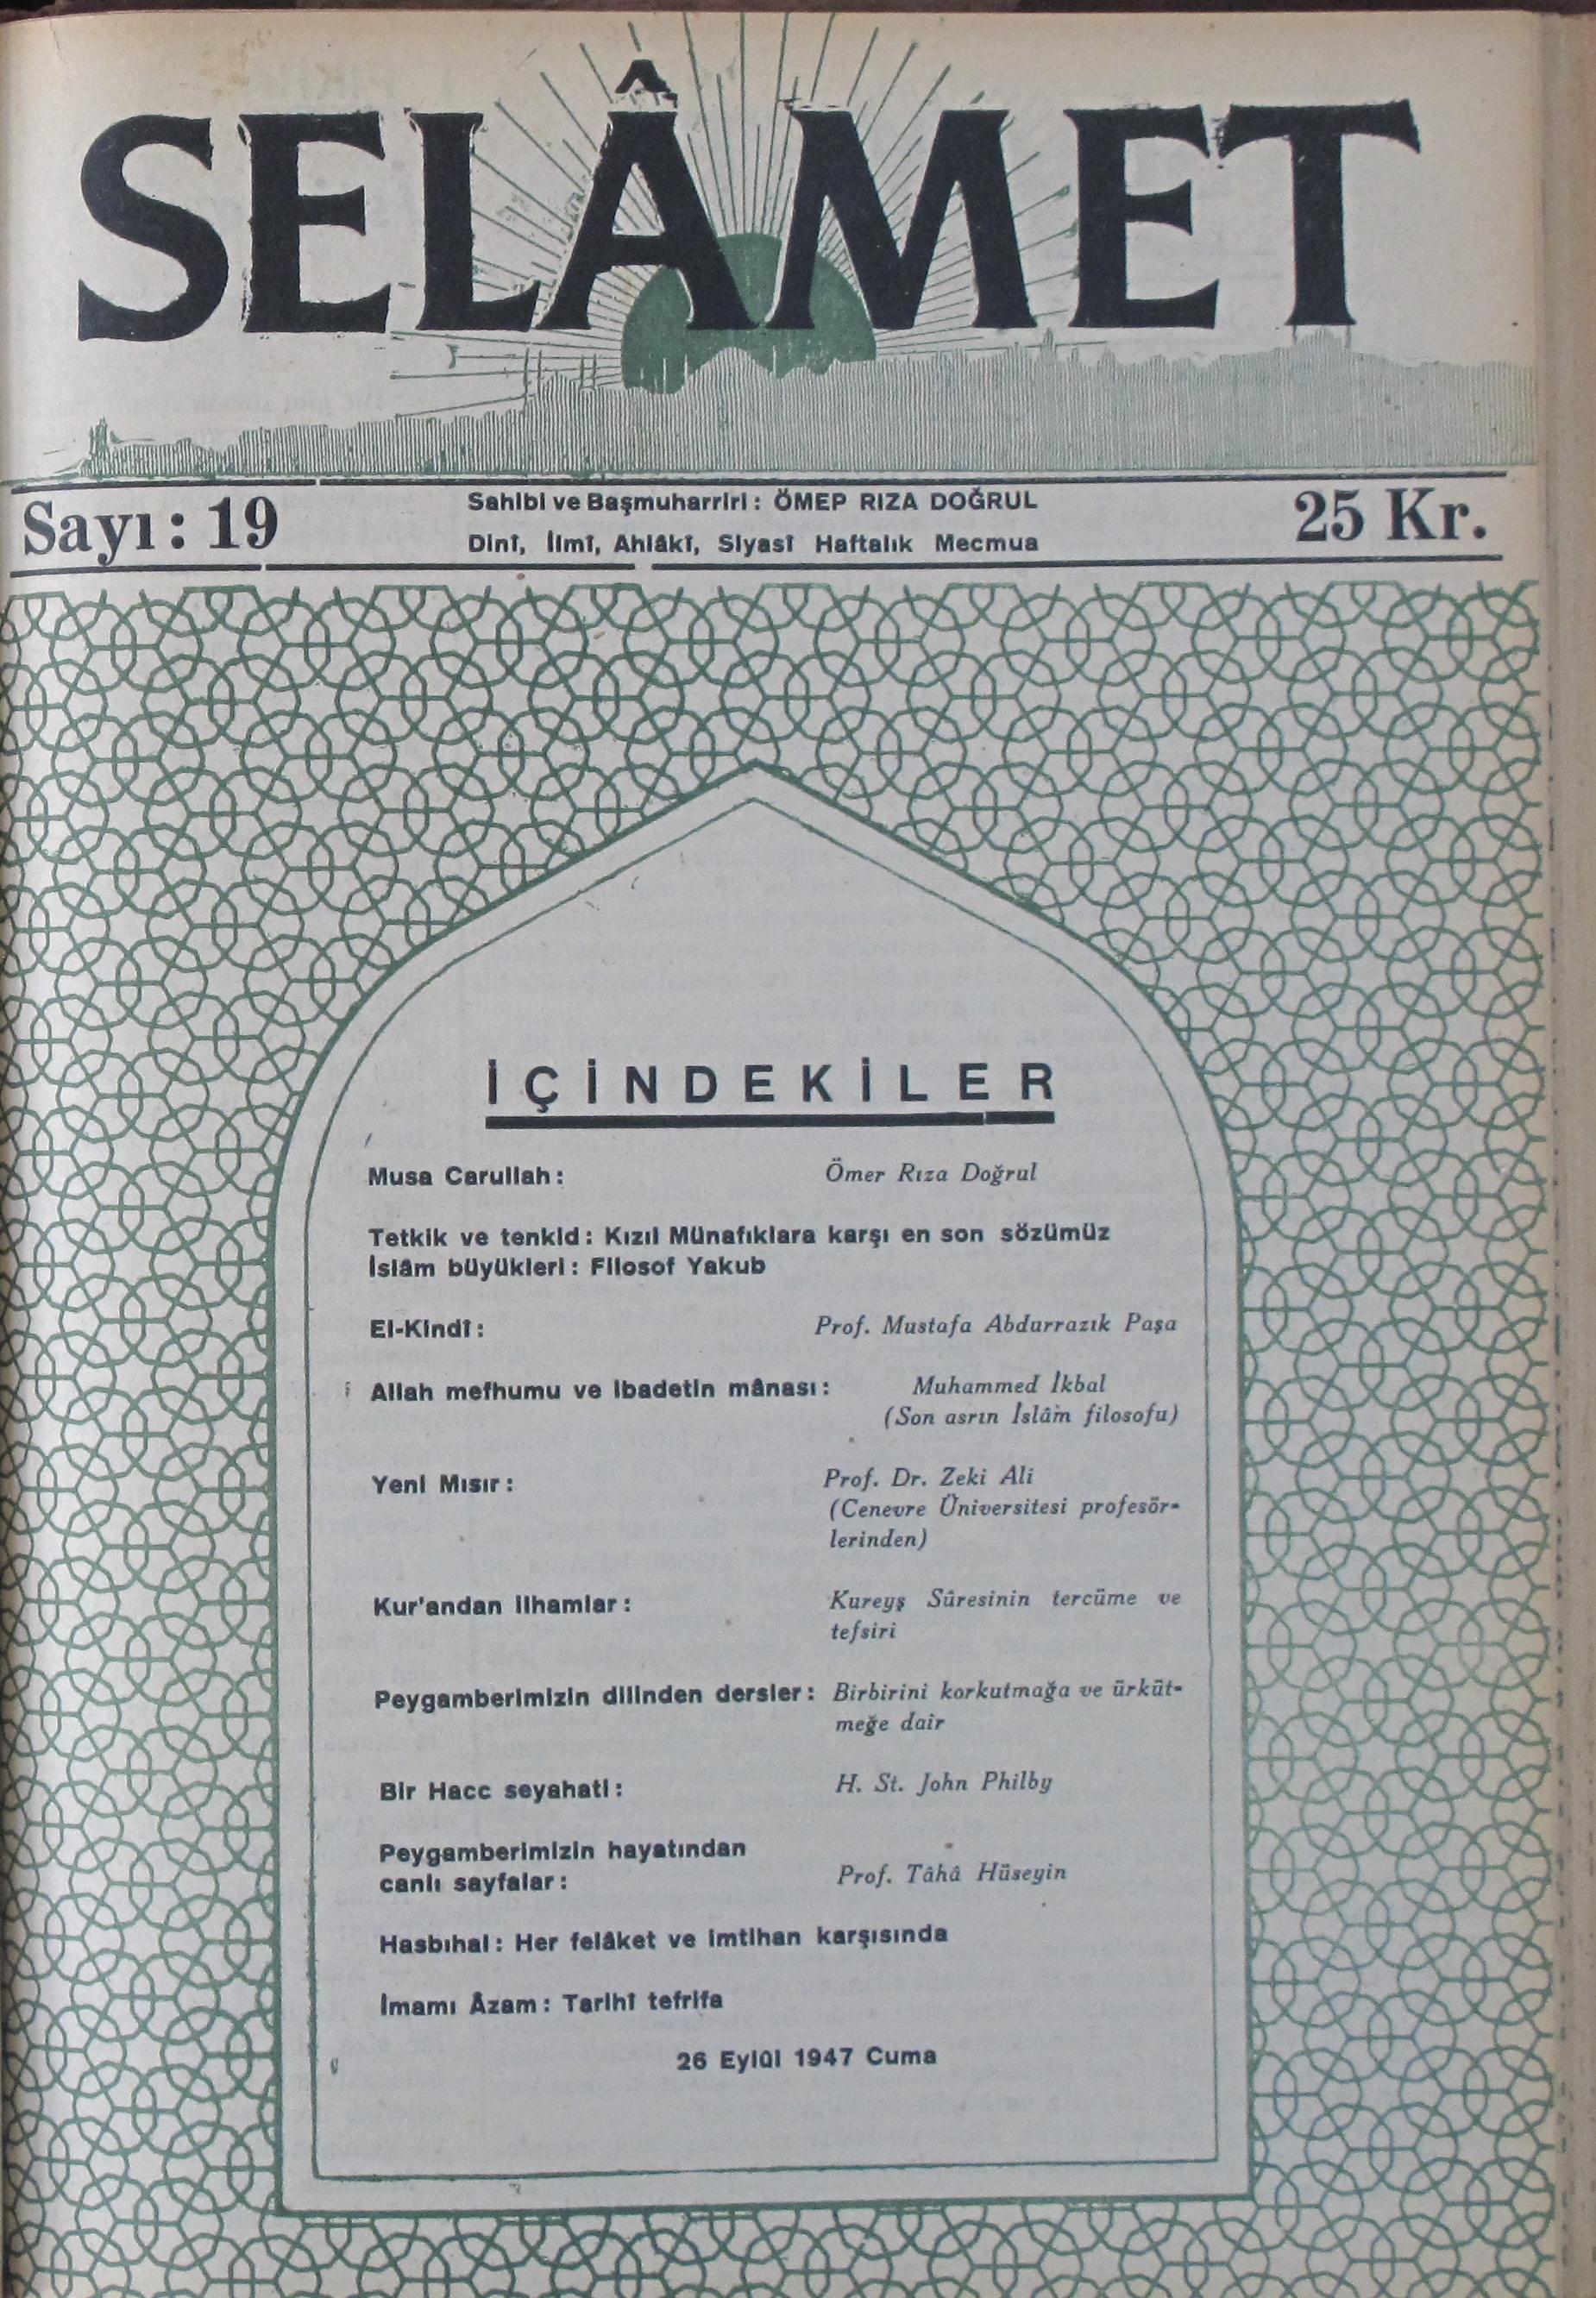 SELÂMET
Sayı: 19
Sahibi ve Başmuharriri: ÖMEP RIZA DOĞRUL
Dinî, İlmî, Ahlâkî, Siyasî Haftalık Mecmua
25 Kr.
İÇİNDEKİLER
Musa Carullah: Ömer Rıza Doğrul
Tetkik ve tenkid: Kızıl Münafıklara karşı en son sözümüz
İslâm büyükleri: Filosof Yakub
El-Kindî: Prof. Mustafa Abdurrazık Paşa
Allah mefhumu ve ibadetin mânası: Muhammed İkbal
(Son asrın İslâm filosofu)
Yeni Mısır: Prof. Dr. Zeki Ali
(Cenevre Üniversitesi profesör-
lerinden)
Kur'andan ilhamlar: Kureyş Sûresinin tercüme ve
tefsiri
Peygamberimizin dilinden dersler: Birbirini korkutmağa ve ürküt-
meğe dair
Bir Hacc seyahati: H. St. John Philby
Peygamberimizin hayatından
canlı sayfalar: Prof. Tâhâ Hüseyin
Hasbıhal: Her felâket ve imtihan karşısında
İmamı Âzam: Tarihî tefrifa
26 Eylûl 1947 Cuma